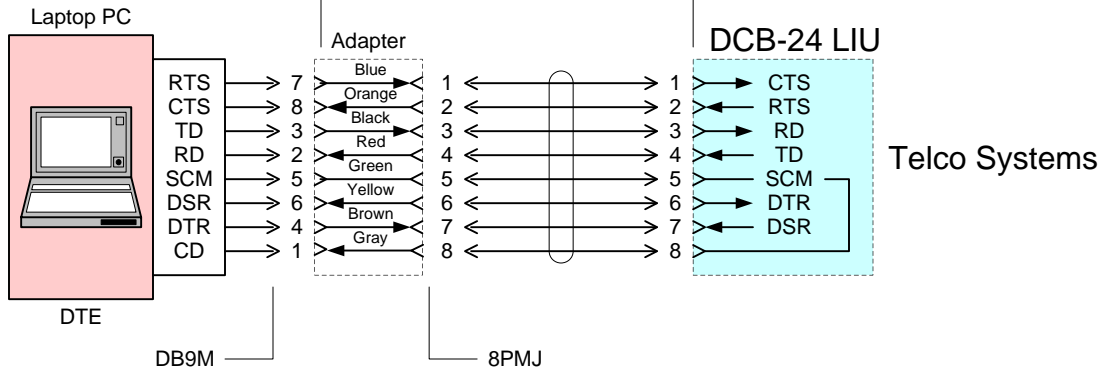 Laptop PC
Adapter
DCB-24 LIU
RTS 7 Blue 1 1 CTS
CTS 8 Orange 2 2 RTS
TD 3 Black 3 3 RD
RD 2 Red 4 4 TD
SCM 5 Green 5 5 SCM
DSR 6 Yellow 6 6 DTR
DTR 4 Brown 7 7 DSR
CD 1 Gray 8 8
Telco Systems
DTE
DB9M
8PMJ